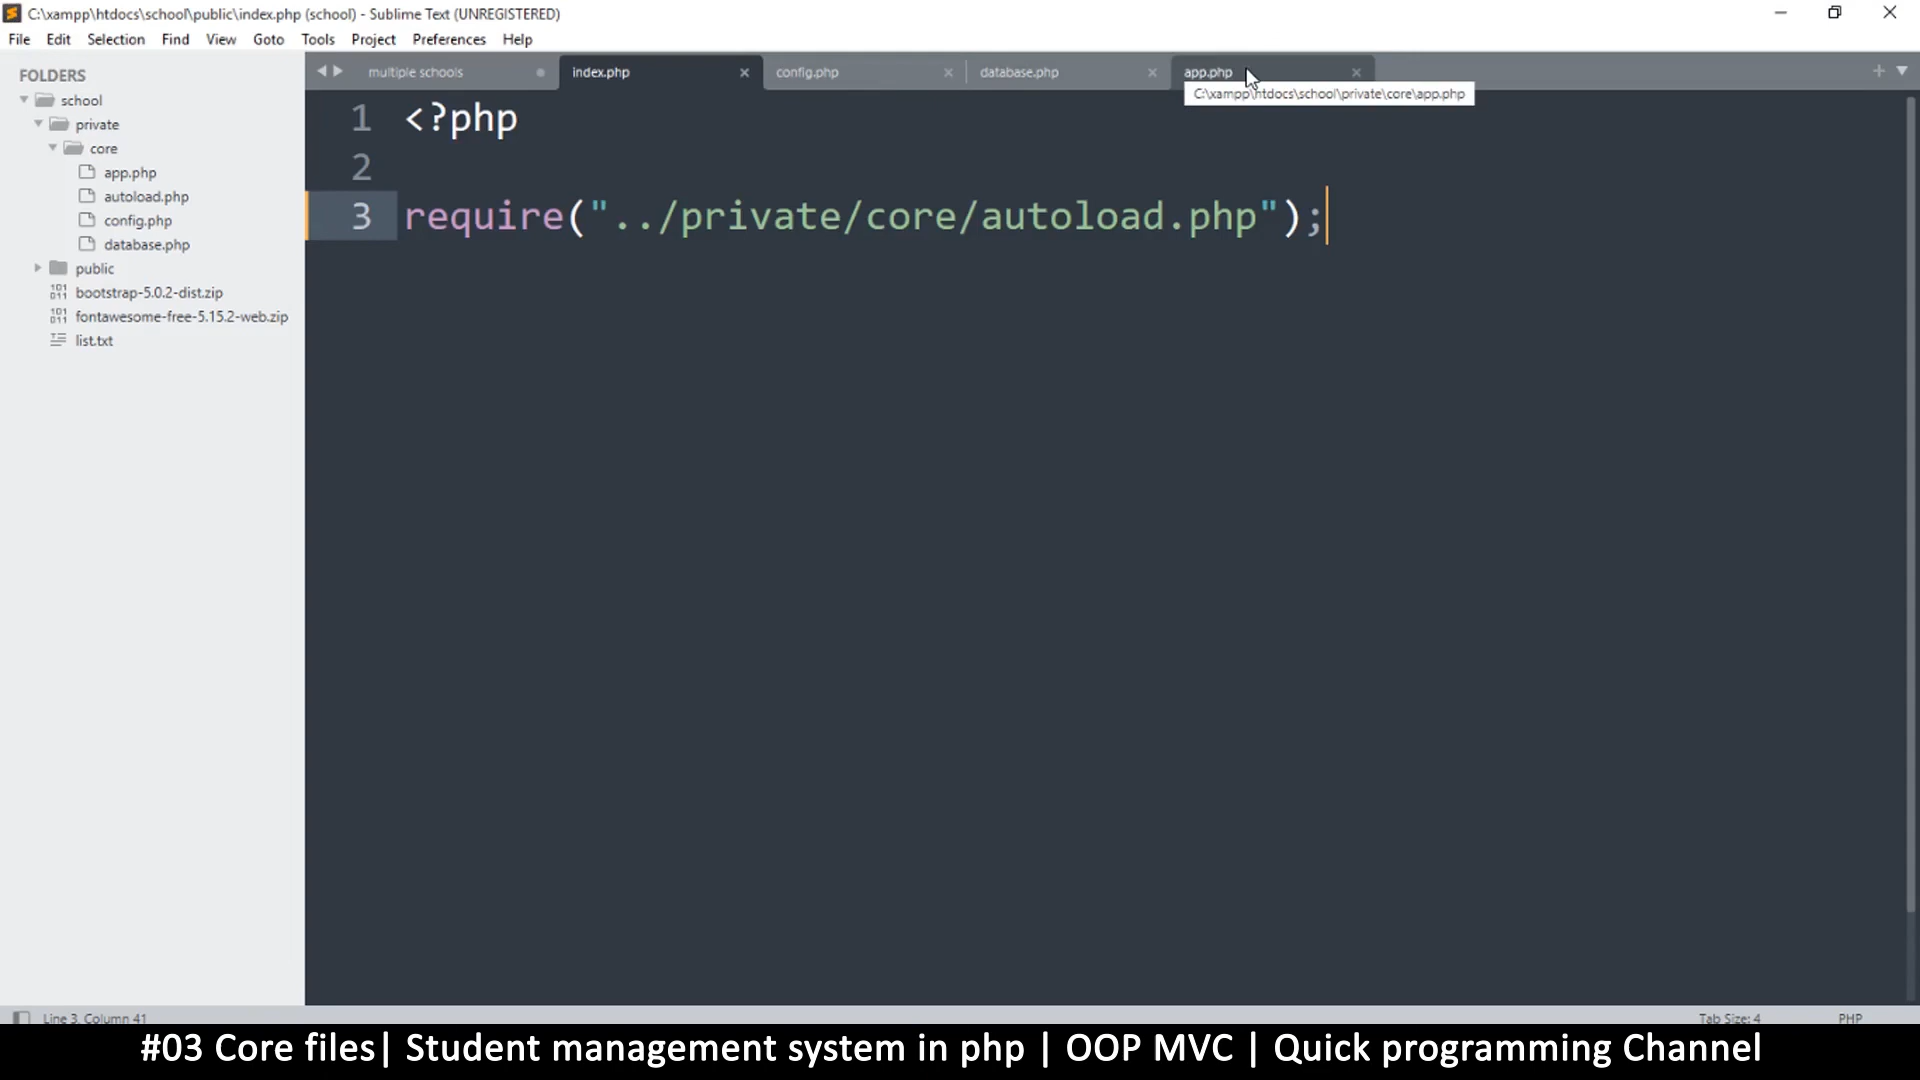 C:\xampp\htdocs\school\public\index.php (school) - Sublime Text (UNREGISTERED)
File Edit Selection Find View Goto Tools Project Preferences Help
FOLDERS
school
private
core
app.php
autoload.php
config.php
database.php
public
bootstrap-5.0.2-dist.zip
fontawesome-free-5.15.2-web.zip
list.txt
multiple schools index.php config.php database.php app.php
C:\xampp\htdocs\school\private\core\app.php
1 <?php
2
3 require("../private/core/autoload.php");
Line 3, Column 41 Tab Size: 4 PHP
#03 Core files| Student management system in php | OOP MVC | Quick programming Channel